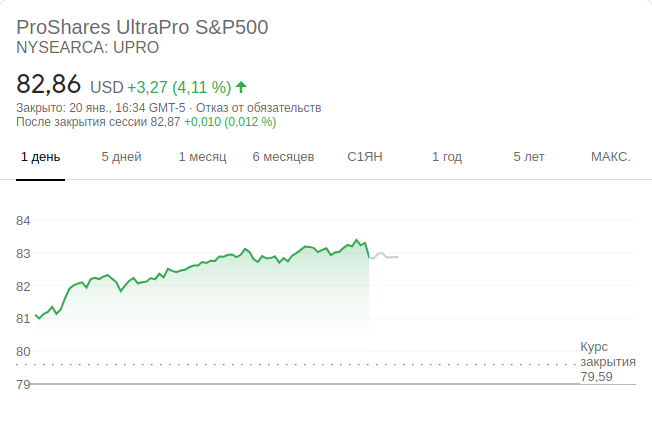 ProShares UltraPro S&P500
NYSEARCA: UPRO
82,86 USD +3,27 (4,11 %)
Закрыто: 20 янв., 16:34 GMT-5 · Отказ от обязательств
После закрытия сессии 82,87 +0,010 (0,012 %)
1 день 5 дней 1 месяц 6 месяцев С1ЯН 1 год 5 лет МАКС.
84
83
82
81
80
Курс
закрытия
79,59
79